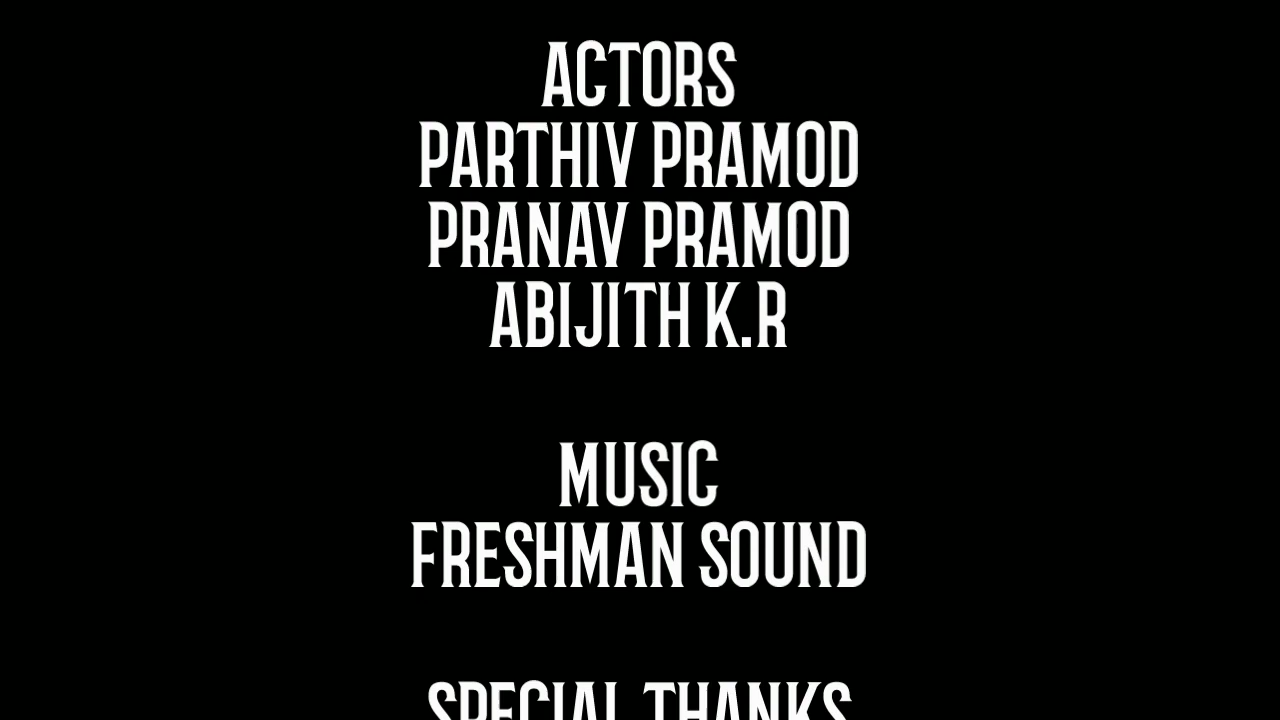 ACTORS
PARTHIV PRAMOD
PRANAV PRAMOD
ABIJITH K.R
MUSIC
FRESHMAN SOUND
SPECIAL THANKS